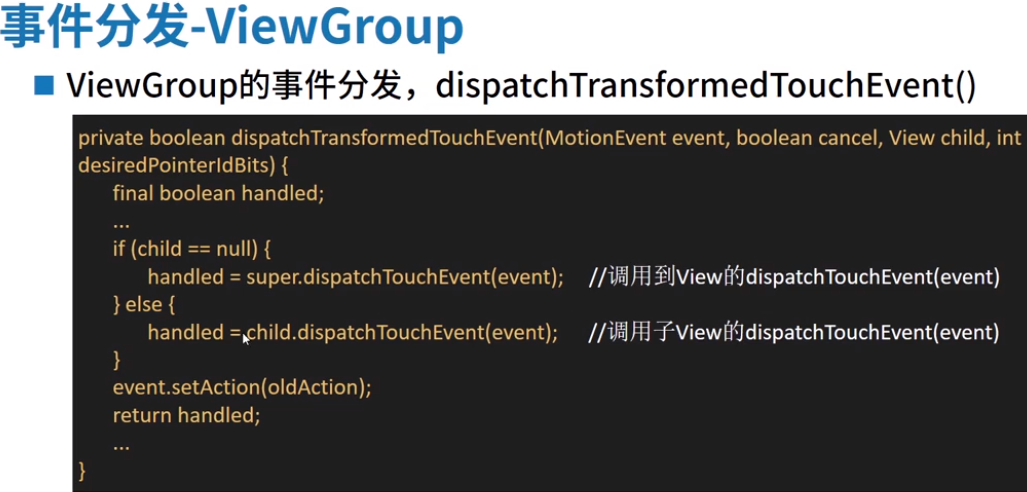 事件分发-ViewGroup
ViewGroup的事件分发，dispatchTransformedTouchEvent()
private boolean dispatchTransformedTouchEvent(MotionEvent event, boolean cancel, View child, int
desiredPointerIdBits) {
final boolean handled;
...
if (child == null) {
handled = super.dispatchTouchEvent(event); //调用到View的dispatchTouchEvent(event)
} else {
handled = child.dispatchTouchEvent(event); //调用子View的dispatchTouchEvent(event)
}
event.setAction(oldAction);
return handled;
...
}